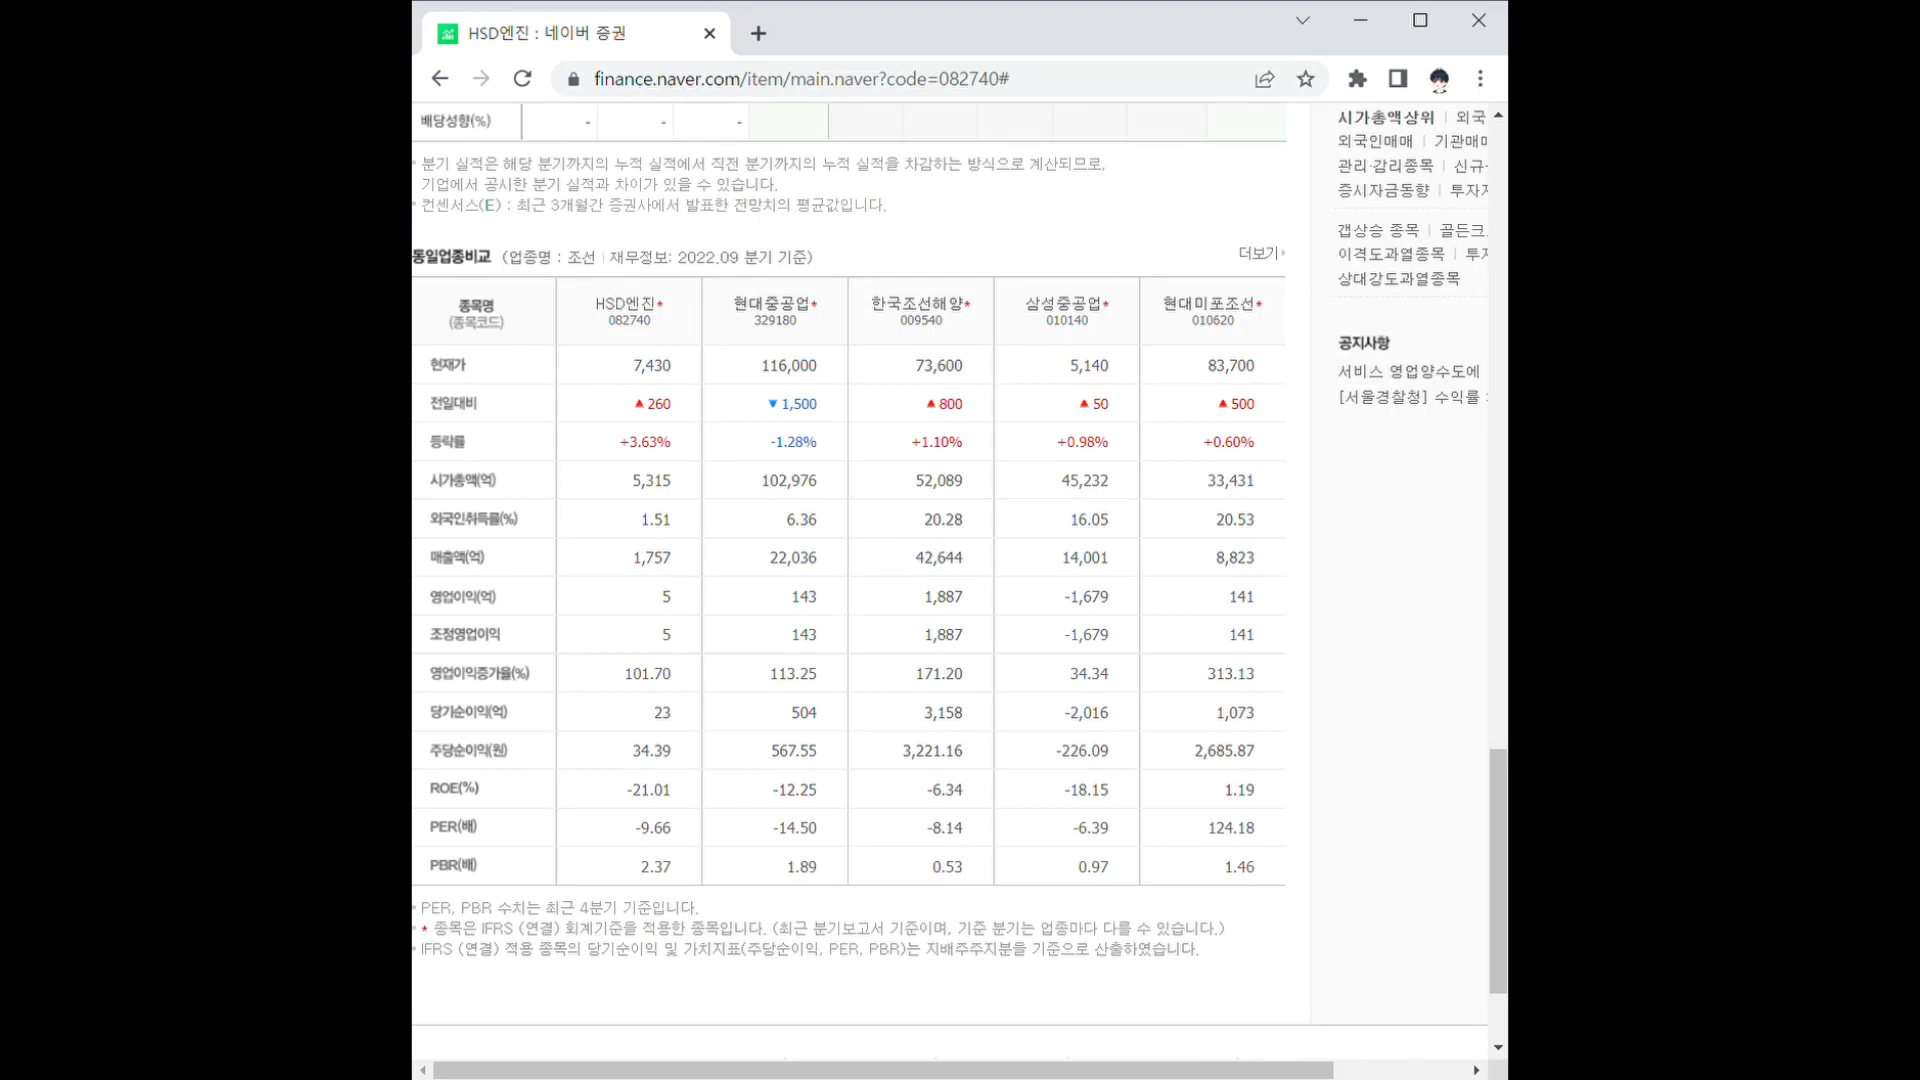 HSD엔진 : 네이버 증권
finance.naver.com/item/main.naver?code=082740#
배당성향(%) - - -
분기 실적은 해당 분기까지의 누적 실적에서 직전 분기까지의 누적 실적을 차감하는 방식으로 계산되므로,
기업에서 공시한 분기 실적과 차이가 있을 수 있습니다.
컨센서스(E) : 최근 3개월간 증권사에서 발표한 전망치의 평균값입니다.
동일업종비교 (업종명 : 조선 | 재무정보: 2022.09 분기 기준) 더보기
종목명 HSD엔진* 현대중공업* 한국조선해양* 삼성중공업* 현대미포조선*
(종목코드) 082740 329180 009540 010140 010620
현재가 7,430 116,000 73,600 5,140 83,700
전일대비 ▲260 ▼1,500 ▲800 ▲50 ▲500
등락률 +3.63% -1.28% +1.10% +0.98% +0.60%
시가총액(억) 5,315 102,976 52,089 45,232 33,431
외국인취득률(%) 1.51 6.36 20.28 16.05 20.53
매출액(억) 1,757 22,036 42,644 14,001 8,823
영업이익(억) 5 143 1,887 -1,679 141
조정영업이익 5 143 1,887 -1,679 141
영업이익증가율(%) 101.70 113.25 171.20 34.34 313.13
당기순이익(억) 23 504 3,158 -2,016 1,073
주당순이익(원) 34.39 567.55 3,221.16 -226.09 2,685.87
ROE(%) -21.01 -12.25 -6.34 -18.15 1.19
PER(배) -9.66 -14.50 -8.14 -6.39 124.18
PBR(배) 2.37 1.89 0.53 0.97 1.46
PER, PBR 수치는 최근 4분기 기준입니다.
* 종목은 IFRS (연결) 회계기준을 적용한 종목입니다. (최근 분기보고서 기준이며, 기준 분기는 업종마다 다를 수 있습니다.)
IFRS (연결) 적용 종목의 당기순이익 및 가치지표(주당순이익, PER, PBR)는 지배주주지분을 기준으로 산출하였습니다.
시가총액상위 | 외국
외국인매매 | 기관매
관리·감리종목 | 신규
증시자금동향 | 투자
갭상승 종목 | 골든크
이격도과열종목 | 투
상대강도과열종목
공지사항
서비스 영업양수도에
[서울경찰청] 수익률